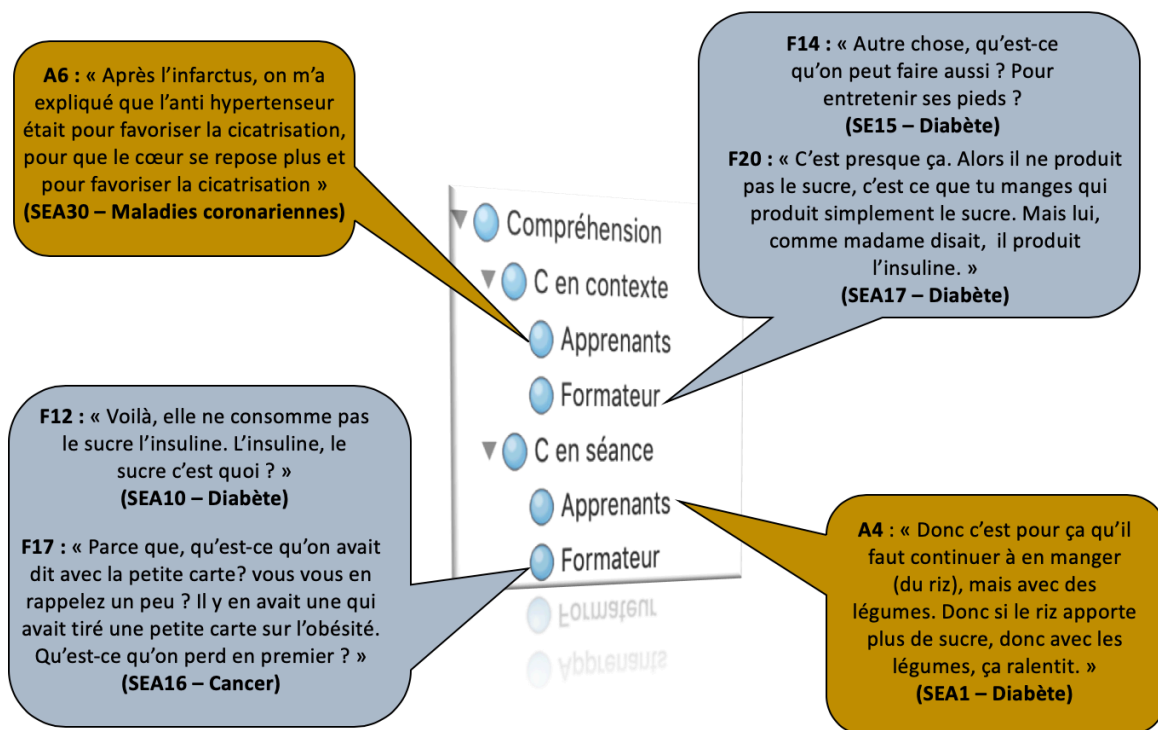 A6 : « Après l’infarctus, on m’a
expliqué que l’anti hypertenseur
était pour favoriser la cicatrisation,
pour que le cœur se repose plus et
pour favoriser la cicatrisation »
(SEA30 – Maladies coronariennes)
F14 : « Autre chose, qu’est-ce
qu’on peut faire aussi ? Pour
entretenir ses pieds ?
(SE15 – Diabète)
F20 : « C’est presque ça. Alors il ne produit
pas le sucre, c’est ce que tu manges qui
produit simplement le sucre. Mais lui,
comme madame disait, il produit
l’insuline. »
(SEA17 – Diabète)
Compréhension
C en contexte
Apprenants
Formateur
C en séance
Apprenants
Formateur
Formateur
Apprenants
F12 : « Voilà, elle ne consomme pas
le sucre l’insuline. L’insuline, le
sucre c’est quoi ? »
(SEA10 – Diabète)
F17 : « Parce que, qu’est-ce qu’on avait
dit avec la petite carte? vous vous en
rappelez un peu ? Il y en avait une qui
avait tiré une petite carte sur l’obésité.
Qu’est-ce qu’on perd en premier ? »
(SEA16 – Cancer)
A4 : « Donc c’est pour ça qu’il
faut continuer à en manger
(du riz), mais avec des
légumes. Donc si le riz apporte
plus de sucre, donc avec les
légumes, ça ralentit. »
(SEA1 – Diabète)